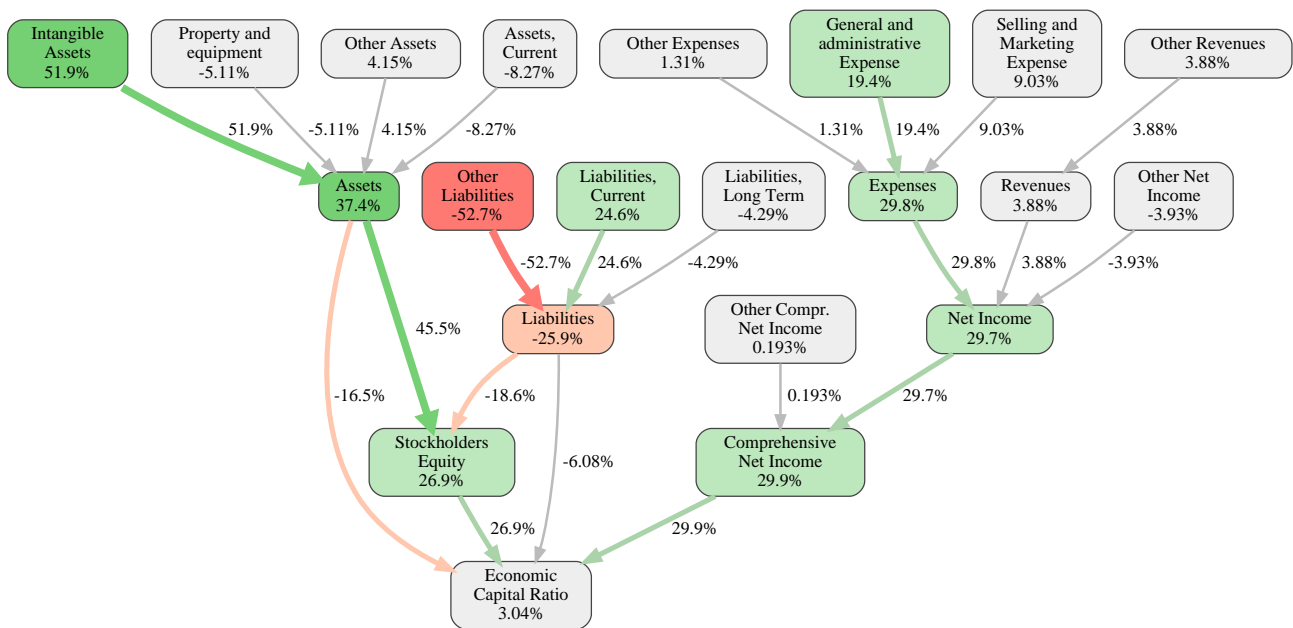 Intangible
Assets
51.9%
Property and
equipment
-5.11%
Other Assets
4.15%
Assets,
Current
-8.27%
Other Expenses
1.31%
General and
administrative
Expense
19.4%
Selling and
Marketing
Expense
9.03%
Other Revenues
3.88%
51.9%
-5.11%
4.15%
-8.27%
1.31%
19.4%
9.03%
3.88%
Assets
37.4%
Other
Liabilities
-52.7%
Liabilities,
Current
24.6%
Liabilities,
Long Term
-4.29%
Expenses
29.8%
Revenues
3.88%
Other Net
Income
-3.93%
-52.7%
24.6%
-4.29%
29.8%
3.88%
-3.93%
45.5%
Liabilities
-25.9%
Other Compr.
Net Income
0.193%
Net Income
29.7%
-16.5%
-18.6%
0.193%
29.7%
Stockholders
Equity
26.9%
-6.08%
Comprehensive
Net Income
29.9%
26.9%
29.9%
Economic
Capital Ratio
3.04%